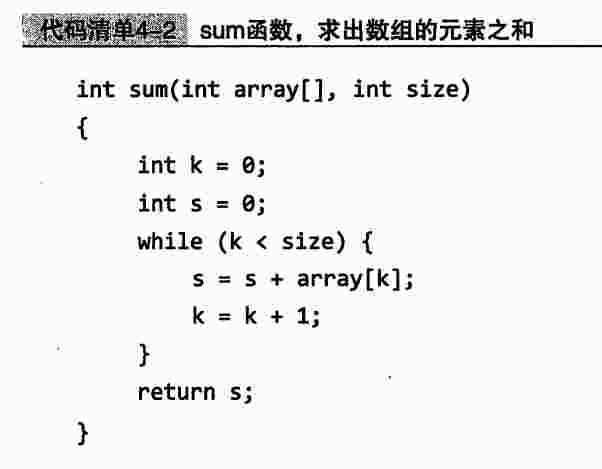 代码清单4-2 sum函数，求出数组的元素之和
int sum(int array[], int size)
{
    int k = 0;
    int s = 0;
    while (k < size) {
        s = s + array[k];
        k = k + 1;
    }
    return s;
}